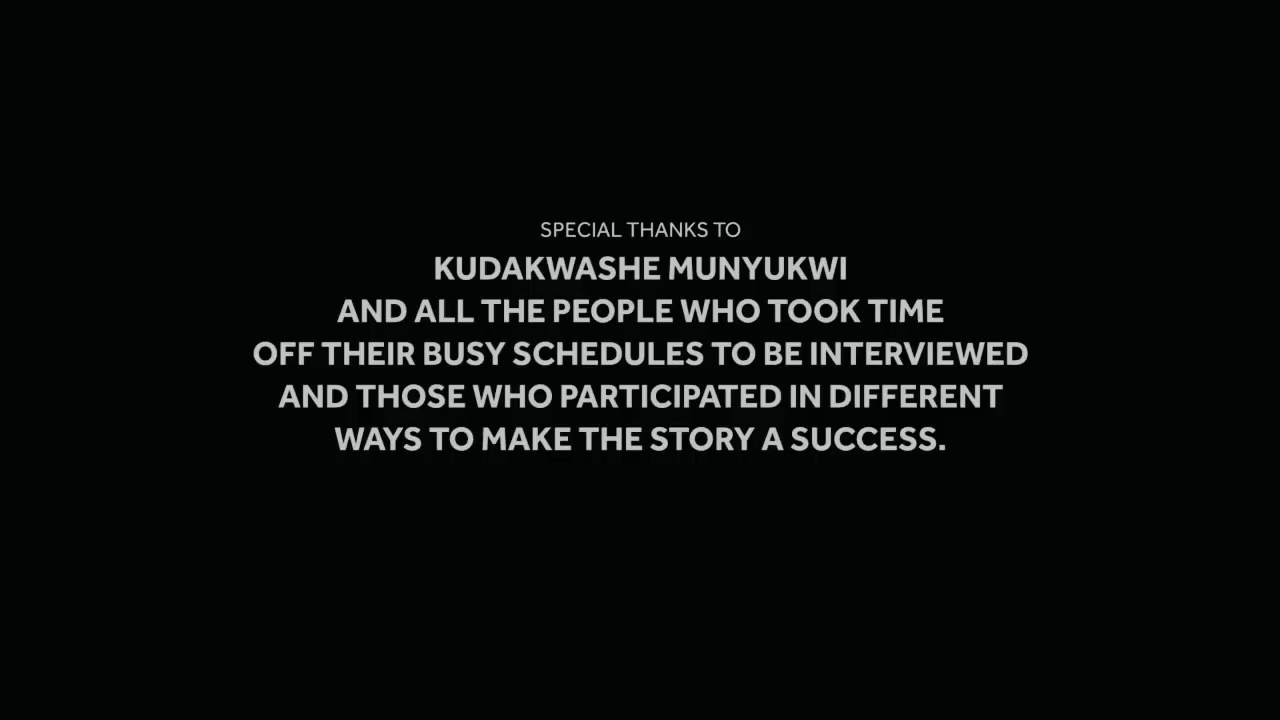 SPECIAL THANKS TO
KUDAKWASHE MUNYUKWI
AND ALL THE PEOPLE WHO TOOK TIME
OFF THEIR BUSY SCHEDULES TO BE INTERVIEWED
AND THOSE WHO PARTICIPATED IN DIFFERENT
WAYS TO MAKE THE STORY A SUCCESS.